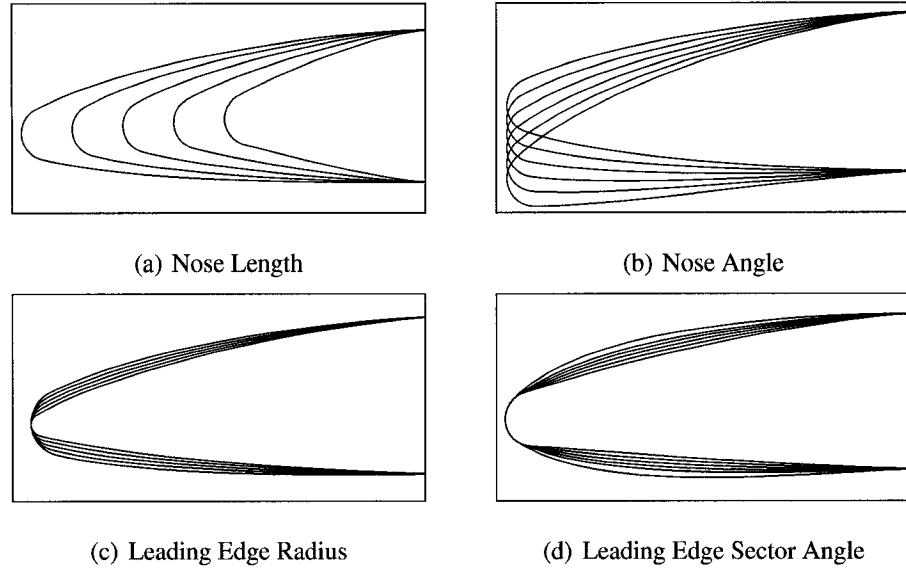 (a) Nose Length
(b) Nose Angle
(c) Leading Edge Radius
(d) Leading Edge Sector Angle